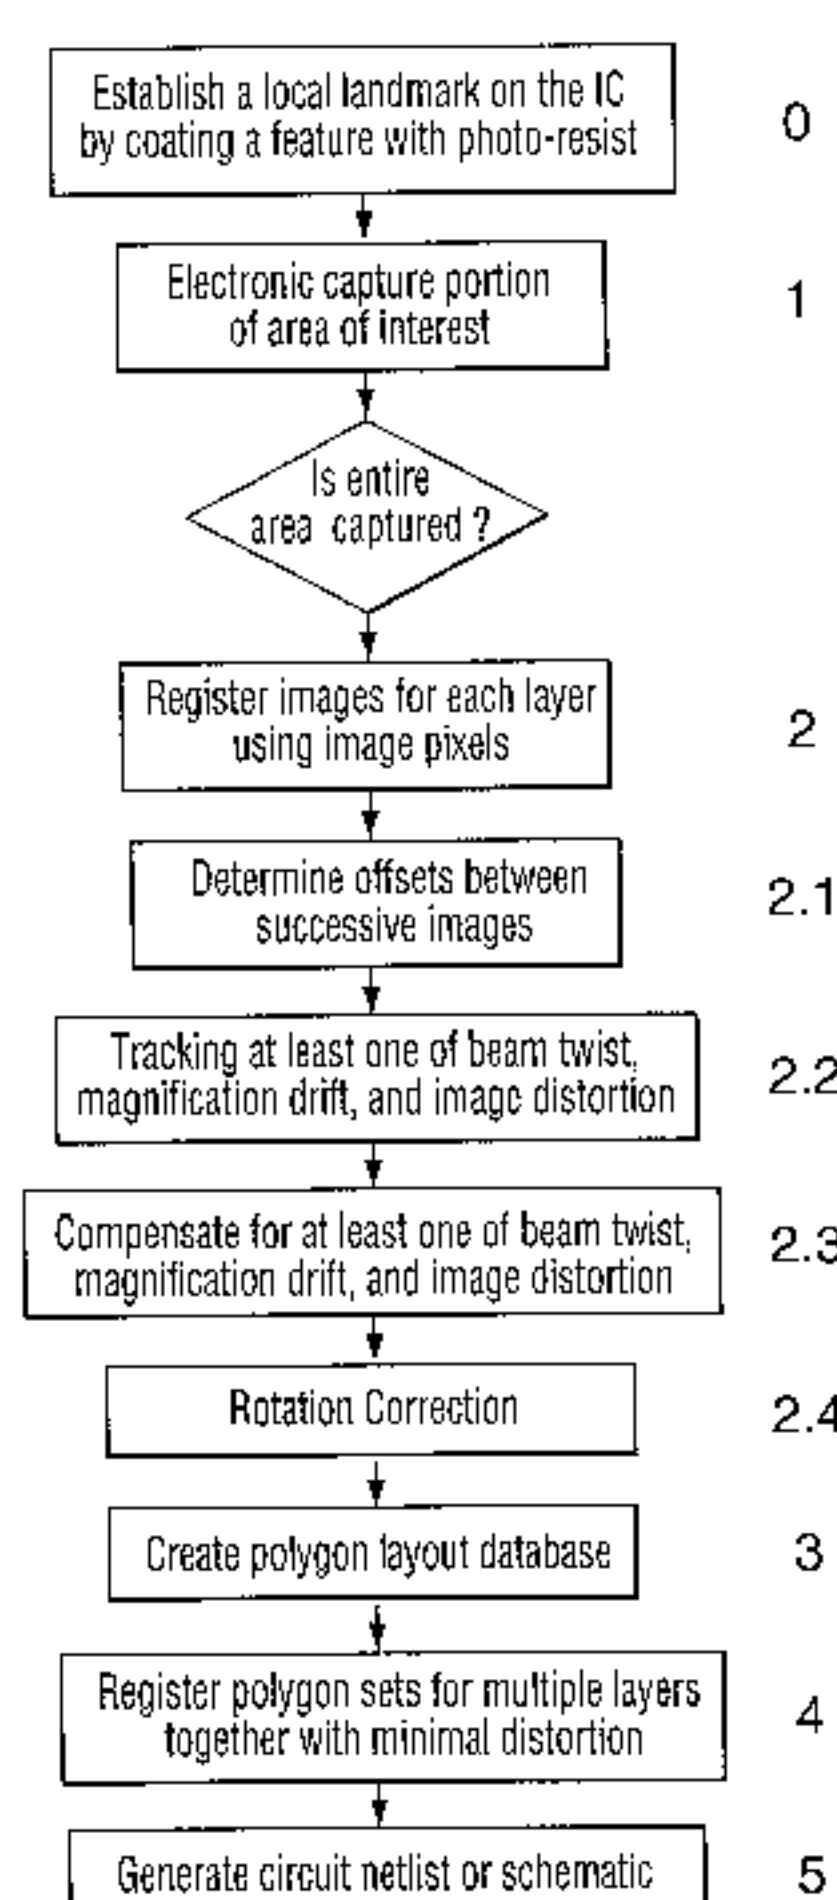 Establish a local landmark on the IC
by coating a feature with photo-resist
0
Electronic capture portion
of area of interest
1
Is entire
area captured ?
Register images for each layer
using image pixels
2
Determine offsets between
successive images
2.1
Tracking at least one of beam twist,
magnification drift, and image distortion
2.2
Compensate for at least one of beam twist,
magnification drift, and image distortion
2.3
Rotation Correction
2.4
Create polygon layout database
3
Register polygon sets for multiple layers
together with minimal distortion
4
Generate circuit netlist or schematic
5